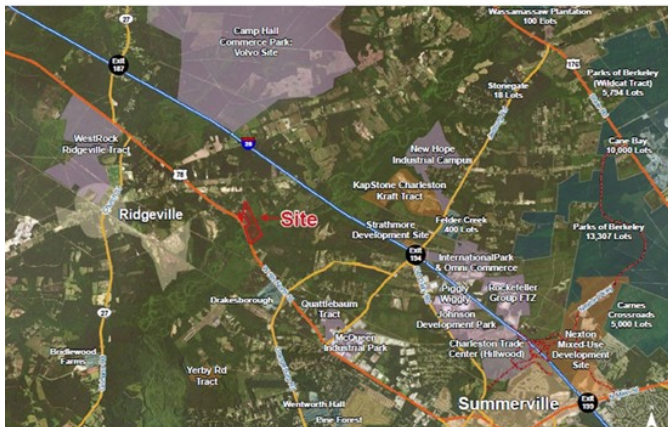 27
Wassamassaw Plantation
100 Lots
Camp Hall
Commerce Park:
Volvo Site
Exit
187
176
Parks of Berkeley
(Wildcat Tract)
5,794 Lots
Stonegate
18 Lots
WestRock
Ridgeville Tract
26
Cane Bay
10,000 Lots
New Hope
Industrial Campus
78
KapStone Charleston
Kraft Tract
Ridgeville
Site
Strathmore
Development Site
Felder Creek
400 Lots
Parks of Berkeley
13,307 Lots
Exit
194
InternationalPark
& Omni Commerce
Drakesborough
Quattlebaum
Tract
Piggly
Wiggly
Rockefeller
Group FTZ
27
Johnson
Development Park
Carnes
Crossroads
5,000 Lots
McQueen
Industrial Park
Nexton
Mixed-Use
Development
Site
Charleston Trade
Center (Hillwood)
Bridlewood
Farms
Yerby Rd
Tract
Wentworth Hall
Summerville
Exit
199
Pine Forest